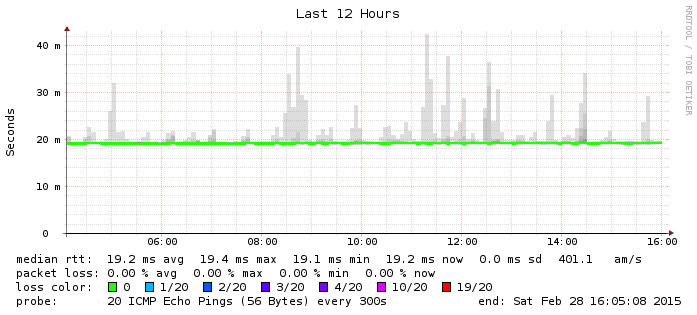 Last 12 Hours
RRDTOOL / TOBI OETIKER
Seconds
40 m
30 m
20 m
10 m
0
06:00 08:00 10:00 12:00 14:00 16:00
median rtt: 19.2 ms avg 19.4 ms max 19.1 ms min 19.2 ms now 0.0 ms sd 401.1 am/s
packet loss: 0.00 % avg 0.00 % max 0.00 % min 0.00 % now
loss color: 0 1/20 2/20 3/20 4/20 10/20 19/20
probe: 20 ICMP Echo Pings (56 Bytes) every 300s end: Sat Feb 28 16:05:08 2015